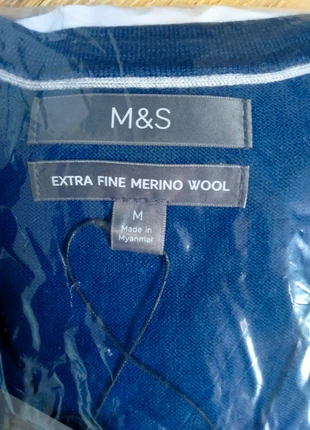 M&S
EXTRA FINE MERINO WOOL
M
Made in
Myanmar